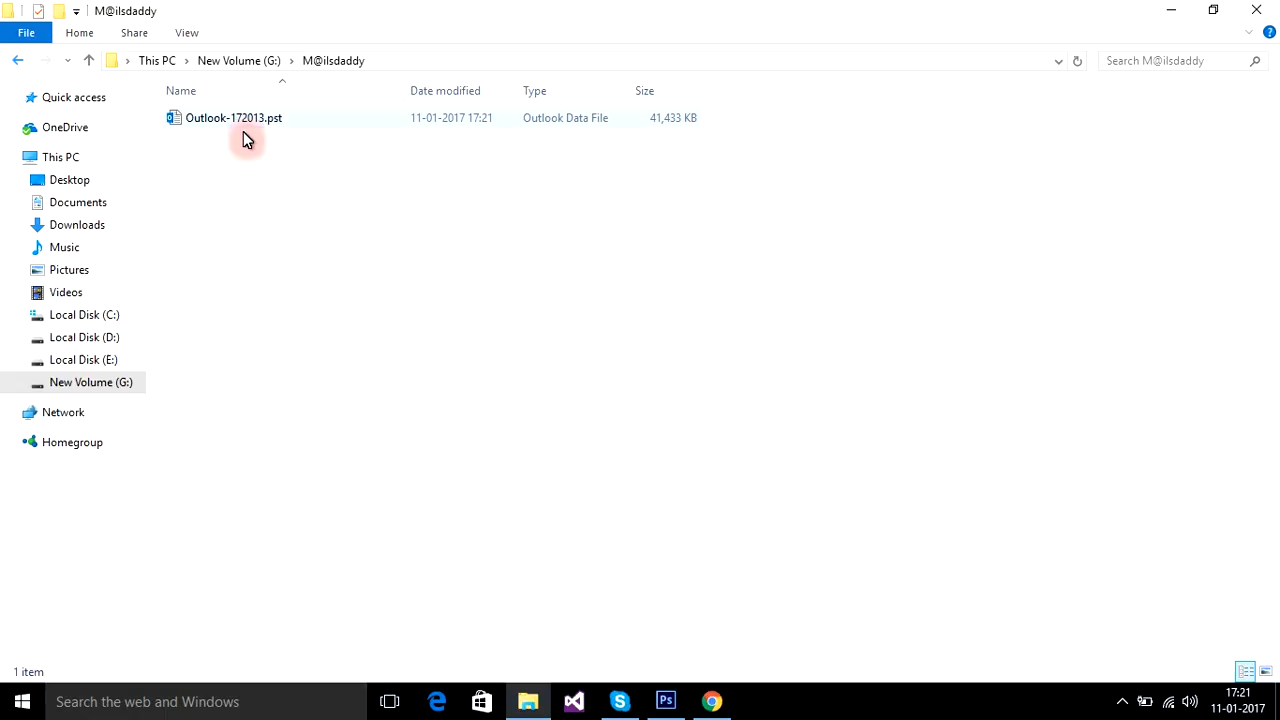 M@ilsdaddy
File Home Share View
This PC New Volume (G:) M@ilsdaddy Search M@ilsdaddy
Name Date modified Type Size
Outlook-172013.pst 11-01-2017 17:21 Outlook Data File 41,433 KB
Quick access
OneDrive
This PC
Desktop
Documents
Downloads
Music
Pictures
Videos
Local Disk (C:)
Local Disk (D:)
Local Disk (E:)
New Volume (G:)
Network
Homegroup
1 item
Search the web and Windows
Ps
17:21
11-01-2017